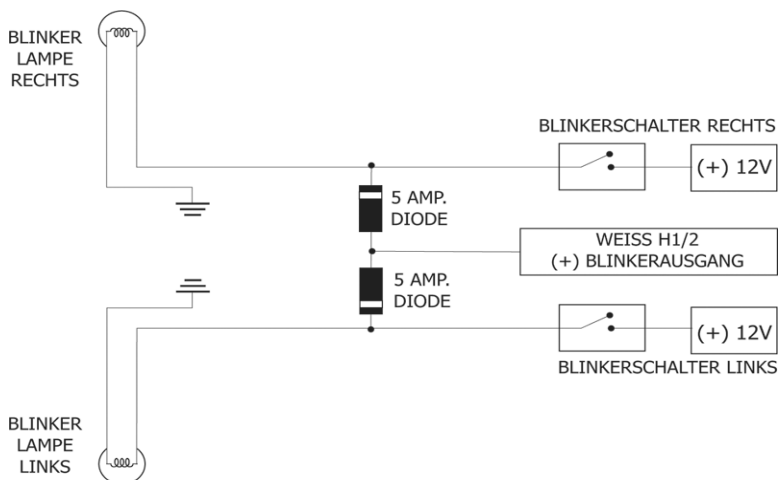 BLINKER
LAMPE
RECHTS
BLINKERSCHALTER RECHTS
(+) 12V
5 AMP.
DIODE
WEISS H1/2
(+) BLINKERAUSGANG
5 AMP.
DIODE
(+) 12V
BLINKERSCHALTER LINKS
BLINKER
LAMPE
LINKS